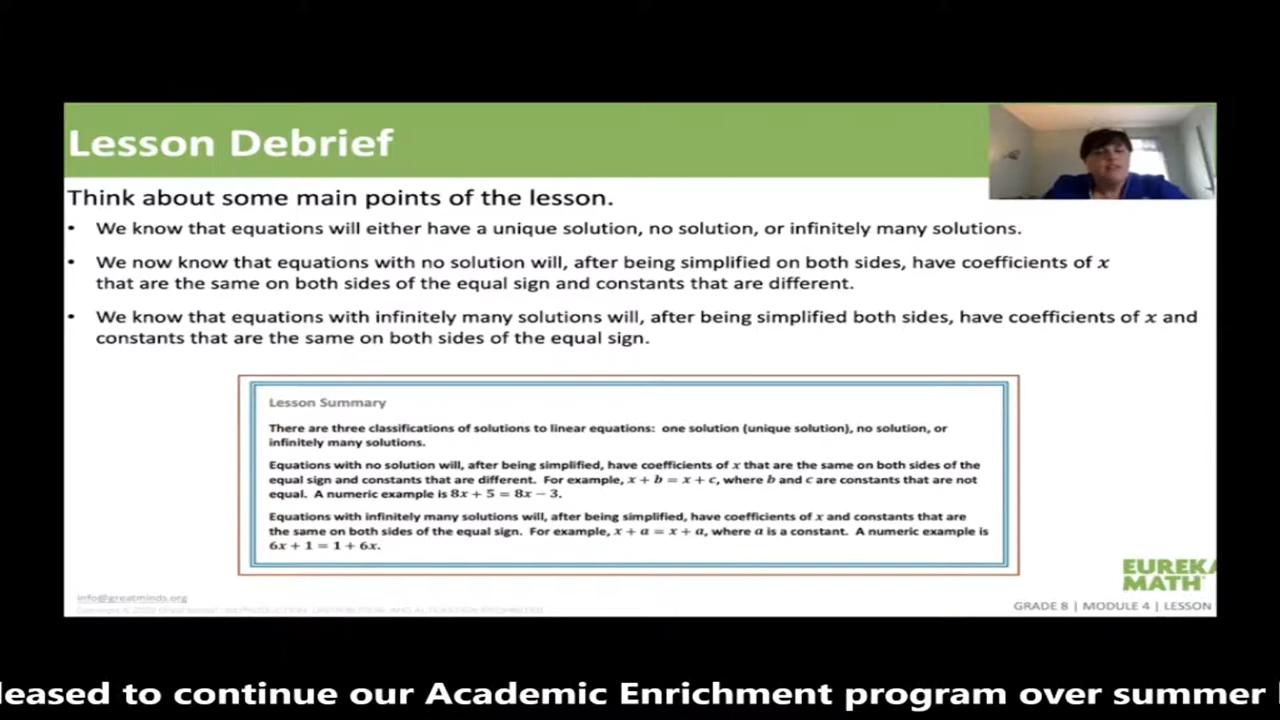 Lesson Debrief
Think about some main points of the lesson.
• We know that equations will either have a unique solution, no solution, or infinitely many solutions.
• We now know that equations with no solution will, after being simplified on both sides, have coefficients of x
that are the same on both sides of the equal sign and constants that are different.
• We know that equations with infinitely many solutions will, after being simplified both sides, have coefficients of x and
constants that are the same on both sides of the equal sign.
Lesson Summary
There are three classifications of solutions to linear equations: one solution (unique solution), no solution, or
infinitely many solutions.
Equations with no solution will, after being simplified, have coefficients of x that are the same on both sides of the
equal sign and constants that are different. For example, x + b = x + c, where b and c are constants that are not
equal. A numeric example is 8x + 5 = 8x − 3.
Equations with infinitely many solutions will, after being simplified, have coefficients of x and constants that are
the same on both sides of the equal sign. For example, x + a = x + a, where a is a constant. A numeric example is
6x + 1 = 1 + 6x.
EUREKA
MATH
info@greatminds.org
GRADE 8 | MODULE 4 | LESSON
leased to continue our Academic Enrichment program over summer